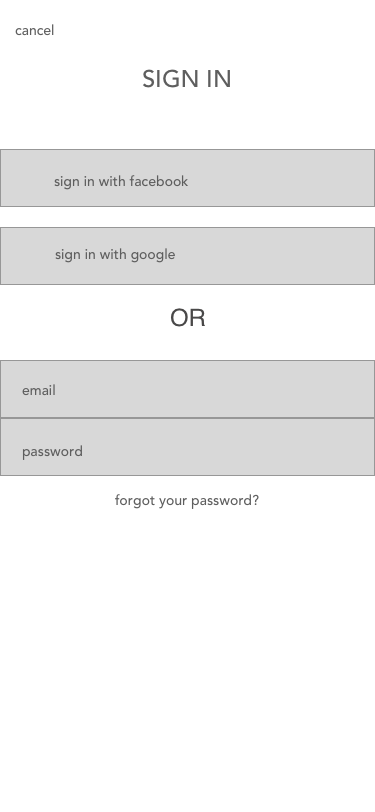 cancel
SIGN IN
sign in with facebook
sign in with google
OR
email
password
forgot your password?